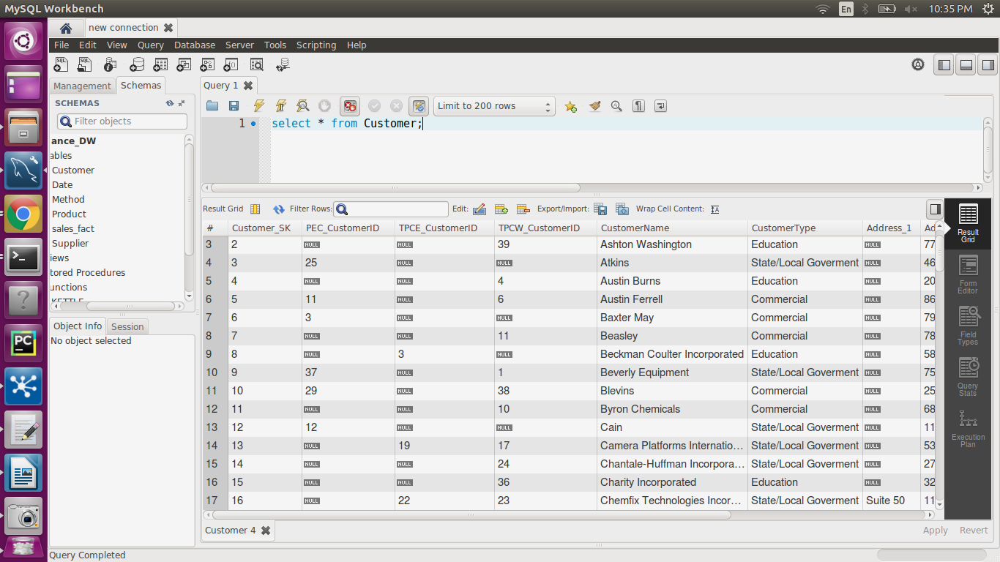 MySQL Workbench En 10:35 PM
new connection
File Edit View Query Database Server Tools Scripting Help
Management Schemas
SCHEMAS
Filter objects
ance_DW
ables
Customer
Date
Method
Product
sales_fact
Supplier
iews
tored Procedures
unctions
KETTLE
Object Info Session
No object selected
Query 1
Limit to 200 rows
1 select * from Customer;
Result Grid Filter Rows: Edit: Export/Import: Wrap Cell Content:
# Customer_SK PEC_CustomerID TPCE_CustomerID TPCW_CustomerID CustomerName CustomerType Address_1 Ad
3 2 NULL NULL 39 Ashton Washington Education NULL 77
4 3 25 NULL NULL Atkins State/Local Goverment NULL 46
5 4 NULL NULL 4 Austin Burns Education NULL 20
6 5 11 NULL 6 Austin Ferrell Commercial NULL 86
7 6 3 NULL NULL Baxter May Commercial NULL 79
8 7 NULL NULL 11 Beasley Commercial NULL 78
9 8 NULL 3 NULL Beckman Coulter Incorporated Education NULL 58
10 9 37 NULL 1 Beverly Equipment State/Local Goverment NULL 75
11 10 29 NULL 38 Blevins Commercial NULL 25
12 11 NULL NULL 10 Byron Chemicals Commercial NULL 68
13 12 12 NULL NULL Cain State/Local Goverment NULL 11
14 13 NULL 19 17 Camera Platforms Internatio... State/Local Goverment NULL 53
15 14 NULL NULL 24 Chantale-Huffman Incorpora... State/Local Goverment NULL 27
16 15 NULL NULL 36 Charity Incorporated Education NULL 32
17 16 NULL 22 23 Chemfix Technologies Incor... State/Local Goverment Suite 50 11
Result
Grid
Form
Editor
Field
Types
Query
Stats
Execution
Plan
Customer 4 Apply Revert
Query Completed
PC